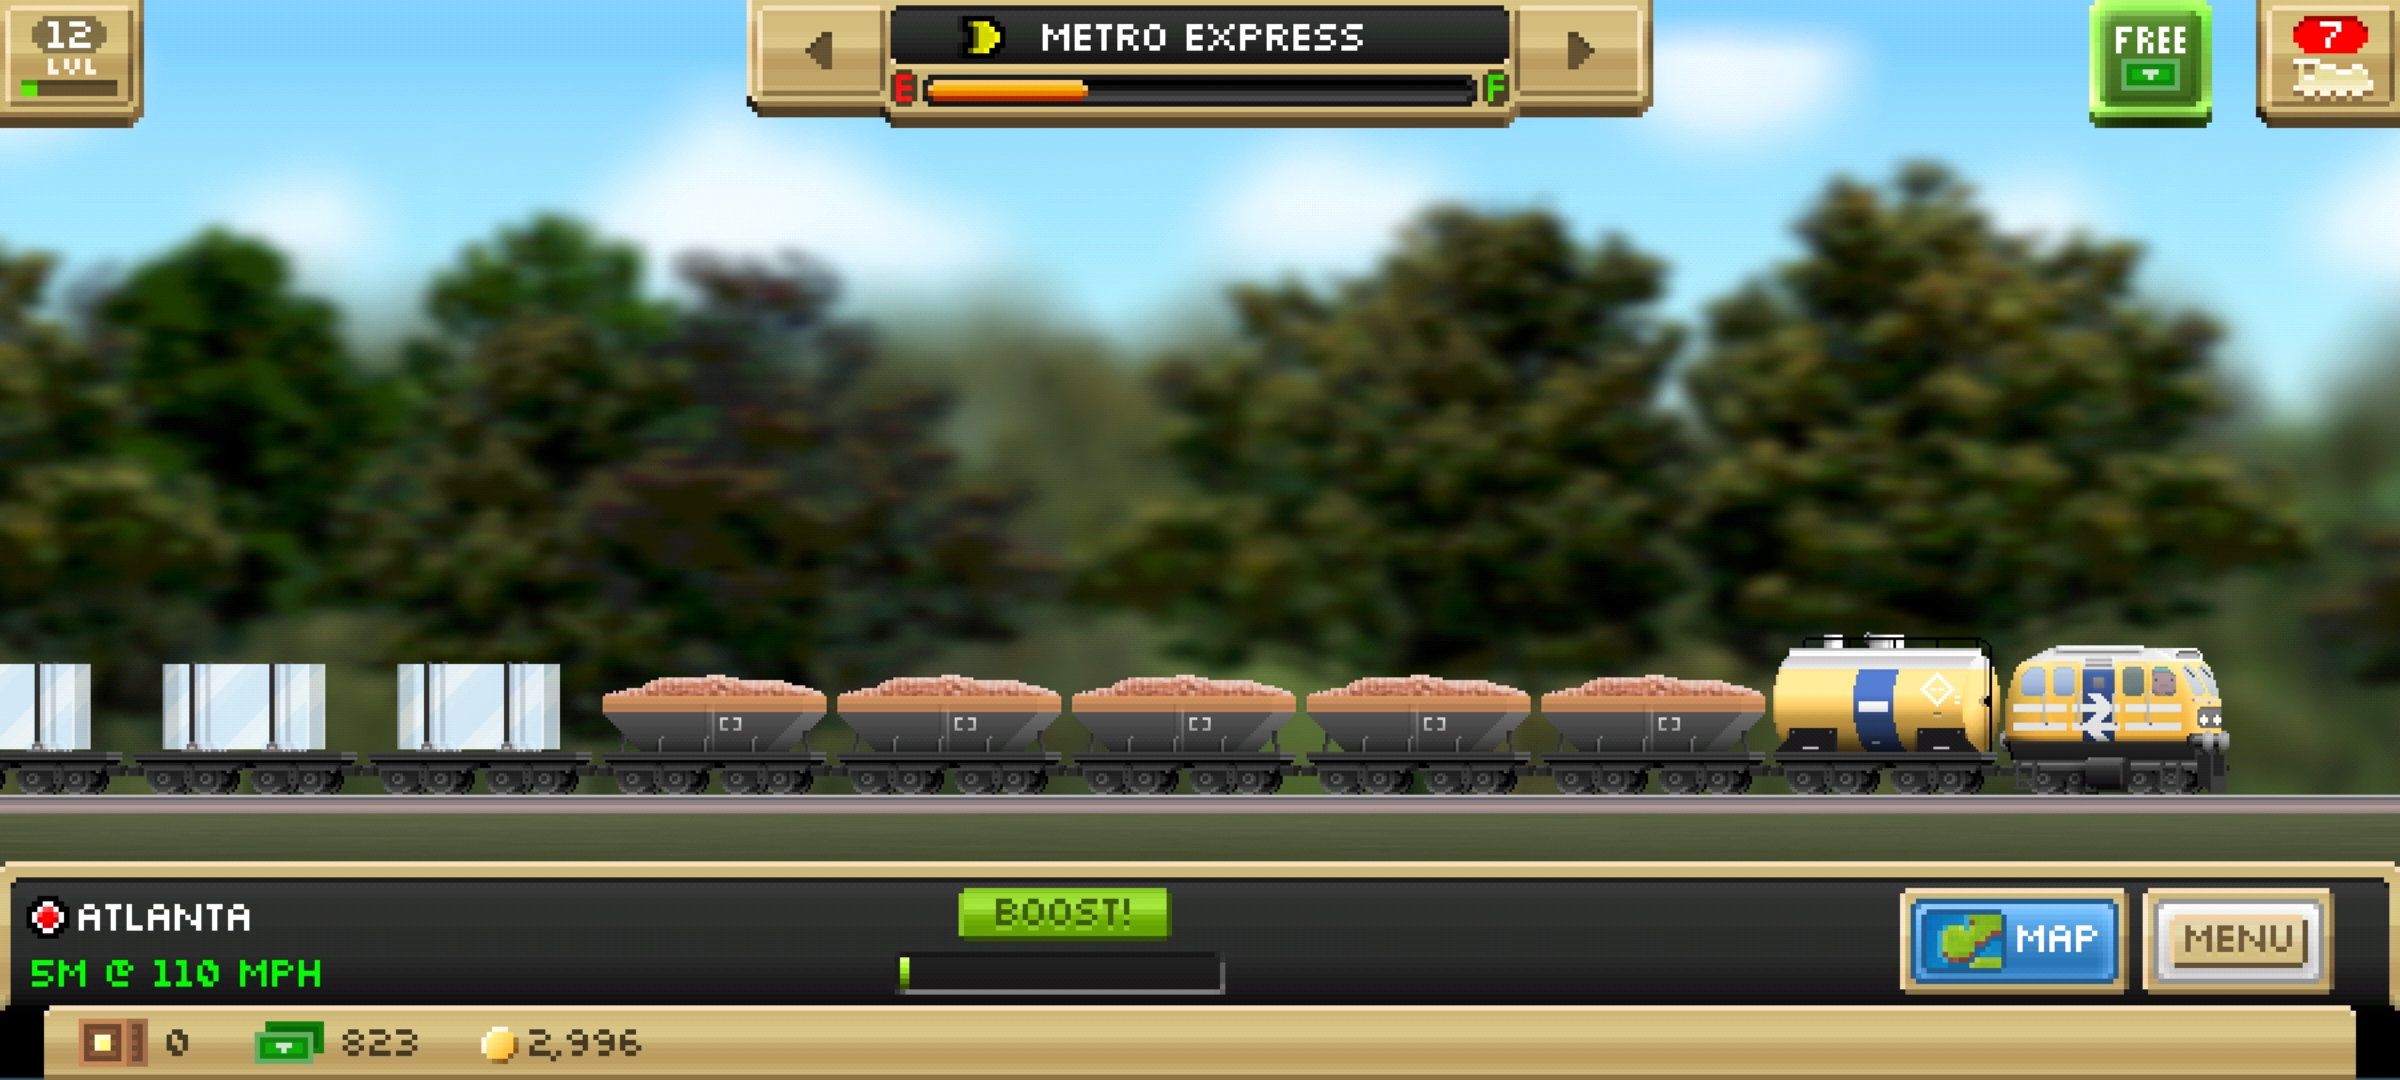 12
LVL
METRO EXPRESS
E F
FREE
7
ATLANTA
5M @ 110 MPH
BOOST!
MAP
MENU
0 823 2,996